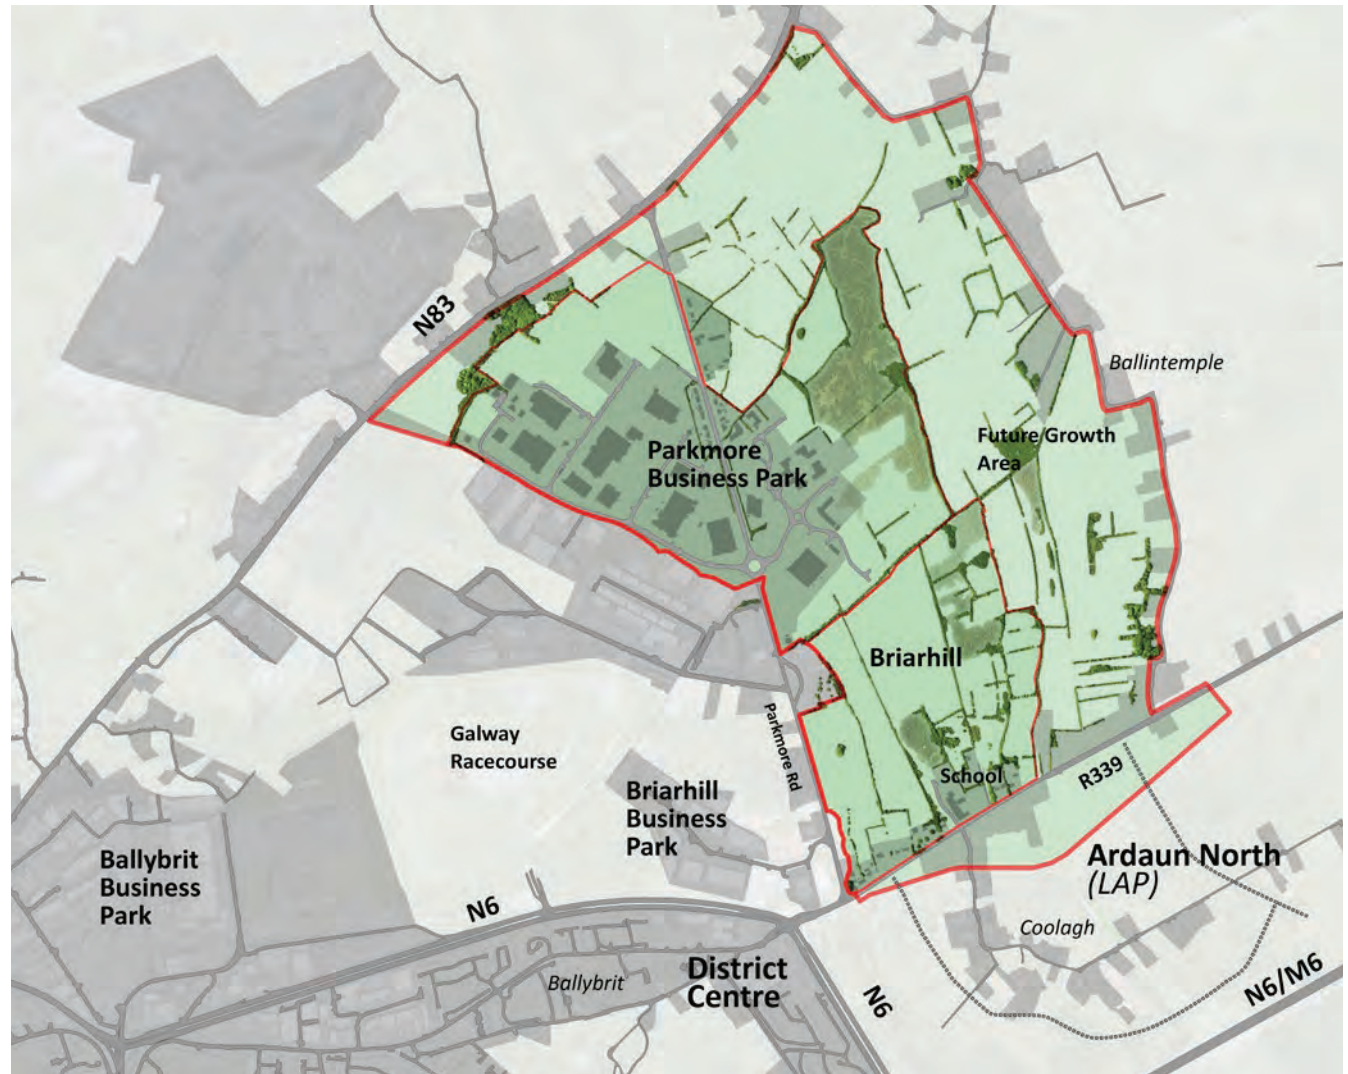 N83
Ballintemple
Future Growth
Area
Parkmore
Business Park
Briarhill
Parkmore Rd
Galway
Racecourse
School
R339
Briarhill
Business
Park
Ballybrit
Business
Park
Ardaun North
(LAP)
N6
Coolagh
District
Centre
Ballybrit
N6
N6/M6